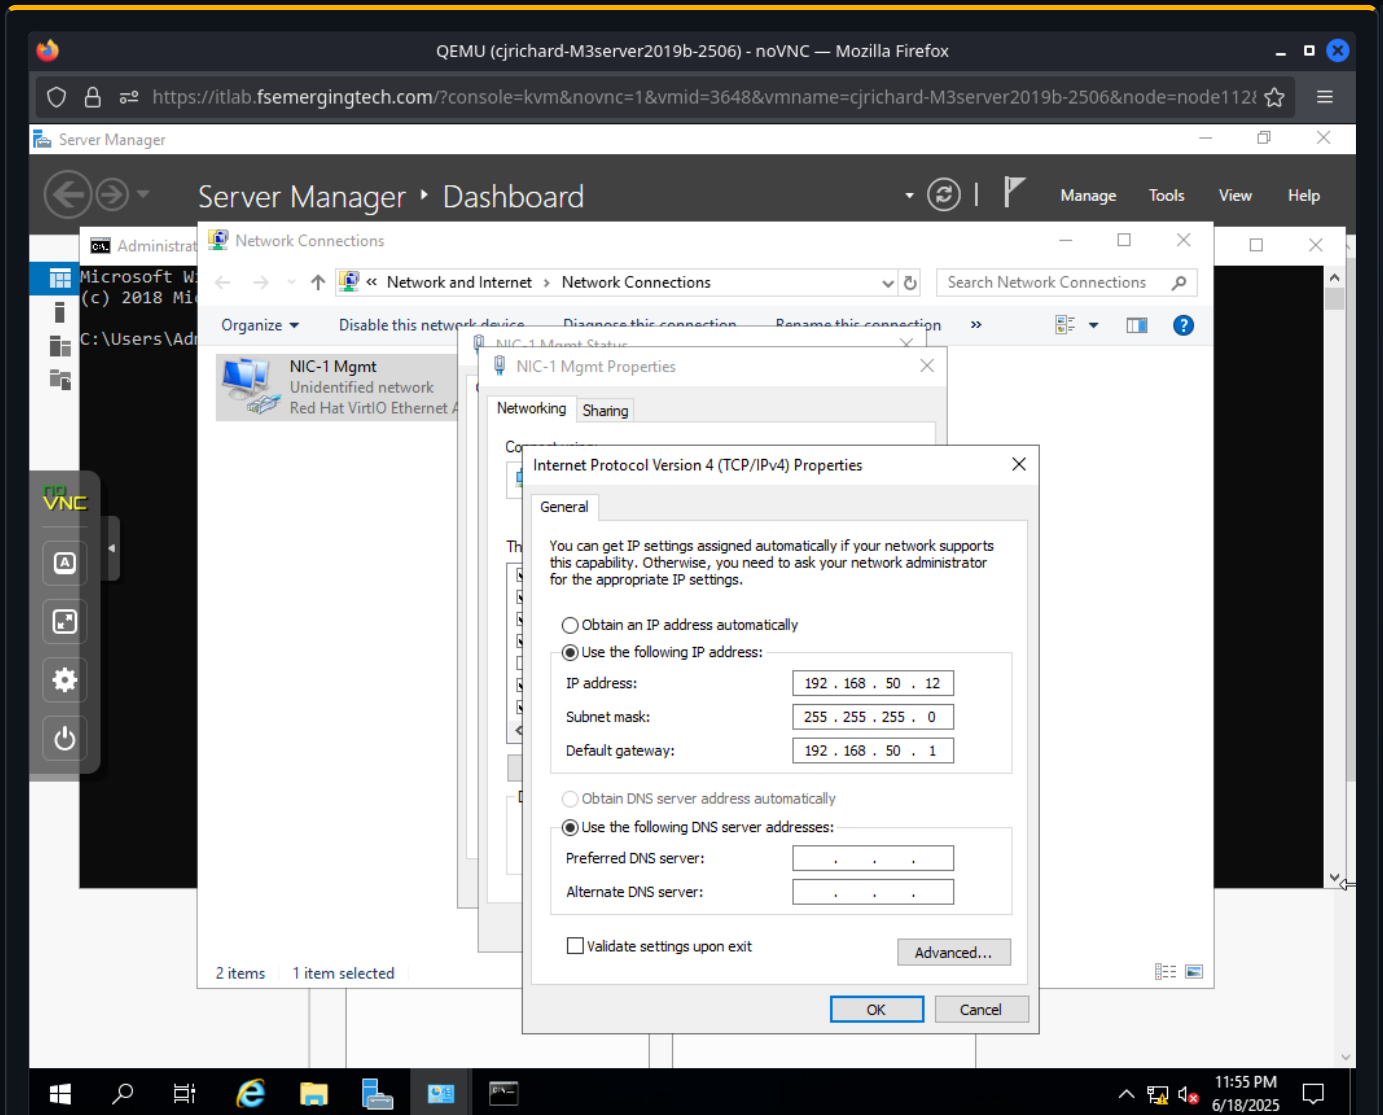 QEMU (cjrichard-M3server2019b-2506) - noVNC — Mozilla Firefox
https://itlab.fsemergingtech.com/?console=kvm&novnc=1&vmid=3648&vmname=cjrichard-M3server2019b-2506&node=node1128
Server Manager
Server Manager ‣ Dashboard
Manage
Tools
View
Help
Administrat
Microsoft Wi
(c) 2018 Mic
C:\Users\Adm
Network Connections
« Network and Internet › Network Connections
Search Network Connections
Organize
Disable this network device
Diagnose this connection
Rename this connection
»
NIC-1 Mgmt
Unidentified network
Red Hat VirtIO Ethernet A
NIC-1 Mgmt Status
NIC-1 Mgmt Properties
Networking
Sharing
Connect using:
Th
no
VNC
A
Internet Protocol Version 4 (TCP/IPv4) Properties
General
You can get IP settings assigned automatically if your network supports
this capability. Otherwise, you need to ask your network administrator
for the appropriate IP settings.
Obtain an IP address automatically
Use the following IP address:
IP address:
192 . 168 . 50 . 12
Subnet mask:
255 . 255 . 255 . 0
Default gateway:
192 . 168 . 50 . 1
Obtain DNS server address automatically
Use the following DNS server addresses:
Preferred DNS server:
. . .
Alternate DNS server:
. . .
Validate settings upon exit
Advanced...
OK
Cancel
2 items
1 item selected
11:55 PM
6/18/2025